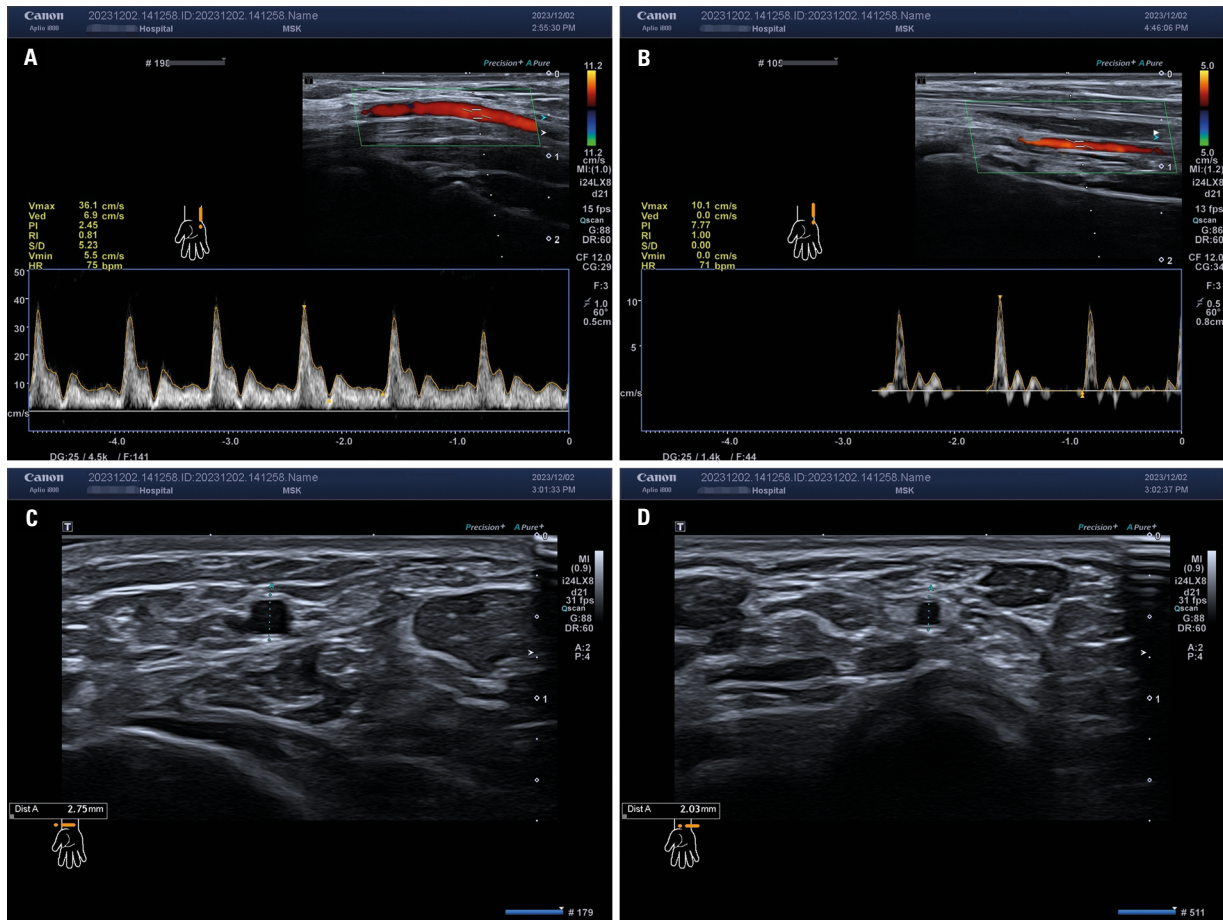 Canon 20231202.141258.ID:20231202.141258.Name 2023/12/02
Aplio i800 Hospital MSK 2:55:30 PM
A
# 198
Precision+ A Pure
11.2
0
11.2
cm/s
MI:(1.0)
i24LX8
d21
15 fps
Qscan
G:88
DR:60
CF 12.0
CG:29
F:3
1.0
60°
0.5cm
1
2
Vmax 36.1 cm/s
Ved 6.9 cm/s
PI 2.45
RI 0.81
S/D 5.23
Vmin 5.5 cm/s
HR 75 bpm
50
40
30
20
10
cm/s
-4.0 -3.0 -2.0 -1.0 0
DG:25 / 4.5k / F:141
Canon 20231202.141258.ID:20231202.141258.Name 2023/12/02
Aplio i800 Hospital MSK 4:46:06 PM
B
# 105
Precision+ A Pure
5.0
0
5.0
cm/s
MI:(1.2)
i24LX8
d21
13 fps
Qscan
G:86
DR:60
CF 12.0
CG:34
F:3
0.5
60°
0.8cm
1
2
Vmax 10.1 cm/s
Ved 0.0 cm/s
PI 7.77
RI 1.00
S/D 0.00
Vmin 0.0 cm/s
HR 71 bpm
10
5
cm/s
-4.0 -3.0 -2.0 -1.0 0
DG:25 / 1.4k / F:44
Canon 20231202.141258.ID:20231202.141258.Name 2023/12/02
Aplio i800 Hospital MSK 3:01:33 PM
C
T
Precision+ A Pure+
0
MI
(0.9)
i24LX8
d21
31 fps
Qscan
G:88
DR:60
A:2
P:4
1
Dist A 2.75mm
# 179
Canon 20231202.141258.ID:20231202.141258.Name 2023/12/02
Aplio i800 Hospital MSK 3:02:37 PM
D
T
Precision+ A Pure+
0
MI
(0.9)
i24LX8
d21
31 fps
Qscan
G:88
DR:60
A:2
P:4
1
Dist A 2.03mm
# 511